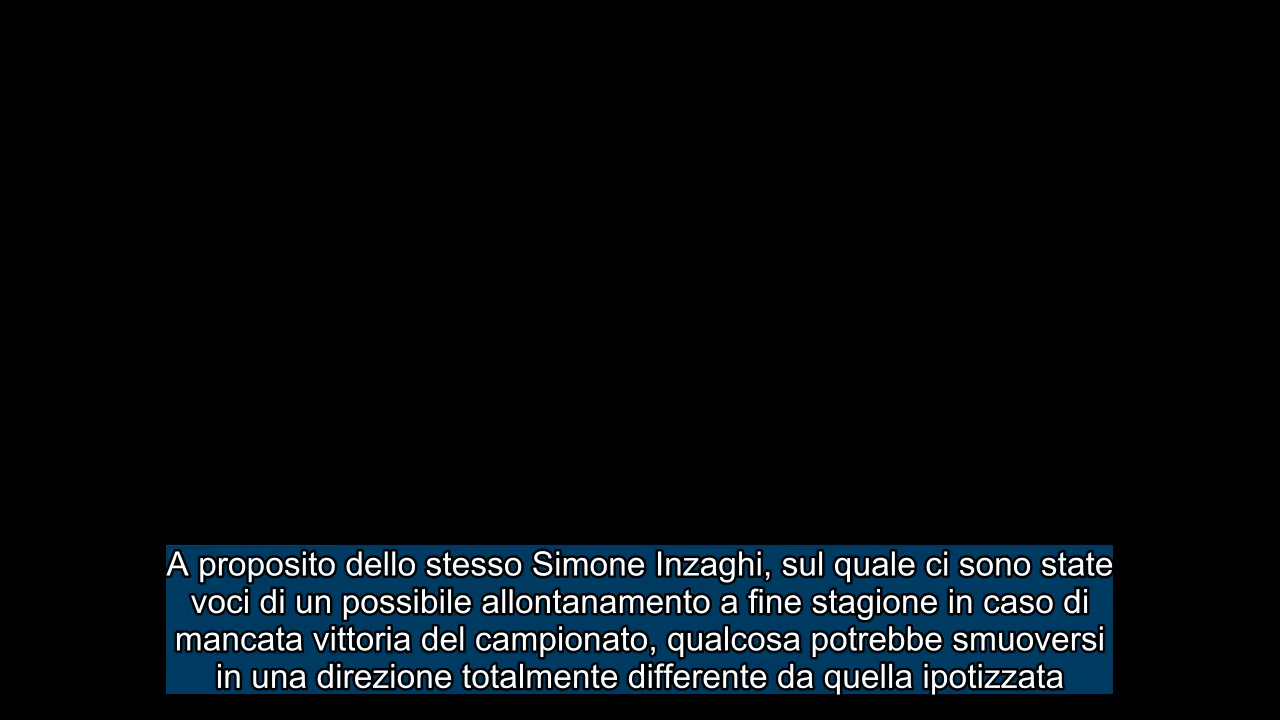 A proposito dello stesso Simone Inzaghi, sul quale ci sono state
voci di un possibile allontanamento a fine stagione in caso di
mancata vittoria del campionato, qualcosa potrebbe smuoversi
in una direzione totalmente differente da quella ipotizzata